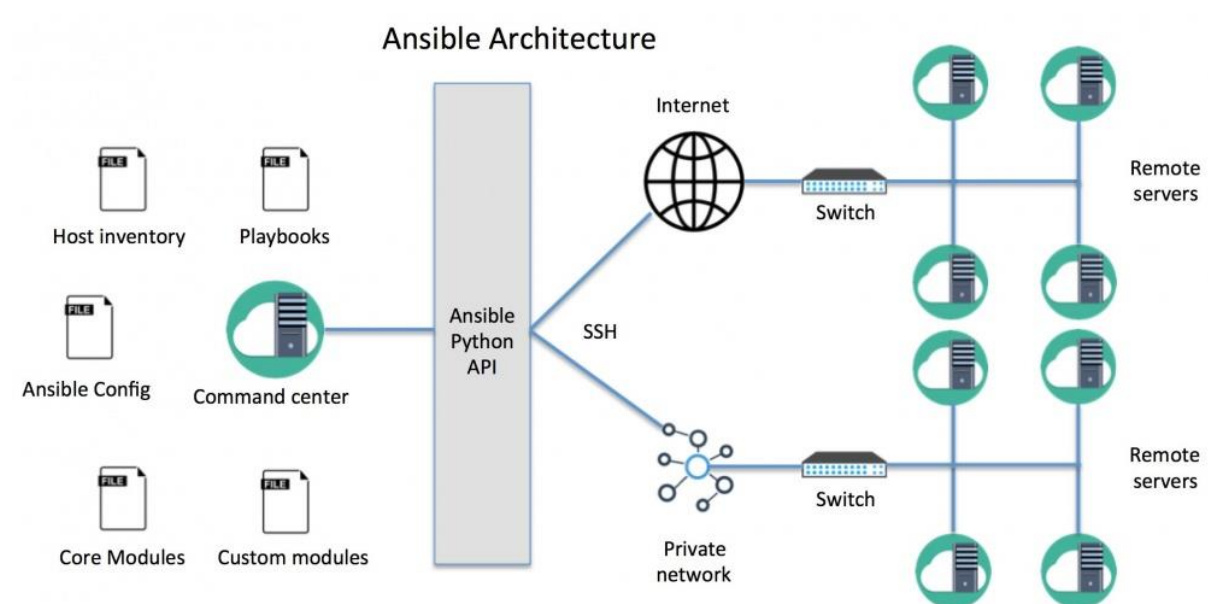 Ansible Architecture
FILE
Host inventory
FILE
Playbooks
FILE
Ansible Config
Command center
FILE
Core Modules
FILE
Custom modules
Ansible
Python
API
SSH
Internet
Switch
Remote
servers
Private
network
Switch
Remote
servers